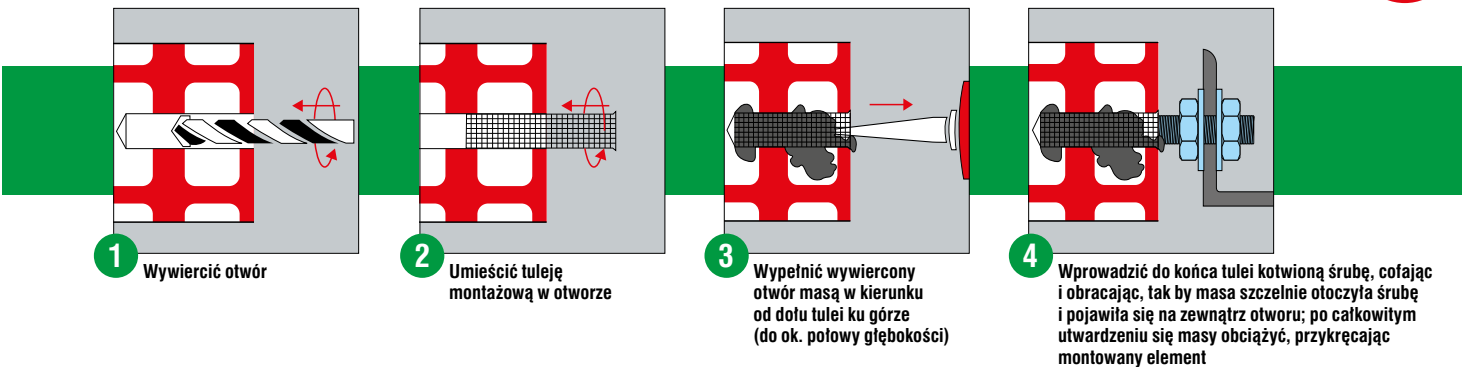 1
Wywiercić otwór
2
Umieścić tuleję
montażową w otworze
3
Wypełnić wywiercony
otwór masą w kierunku
od dołu tulei ku górze
(do ok. połowy głębokości)
4
Wprowadzić do końca tulei kotwioną śrubę, cofając
i obracając, tak by masa szczelnie otoczyła śrubę
i pojawiła się na zewnątrz otworu; po całkowitym
utwardzeniu się masy obciążyć, przykręcając
montowany element